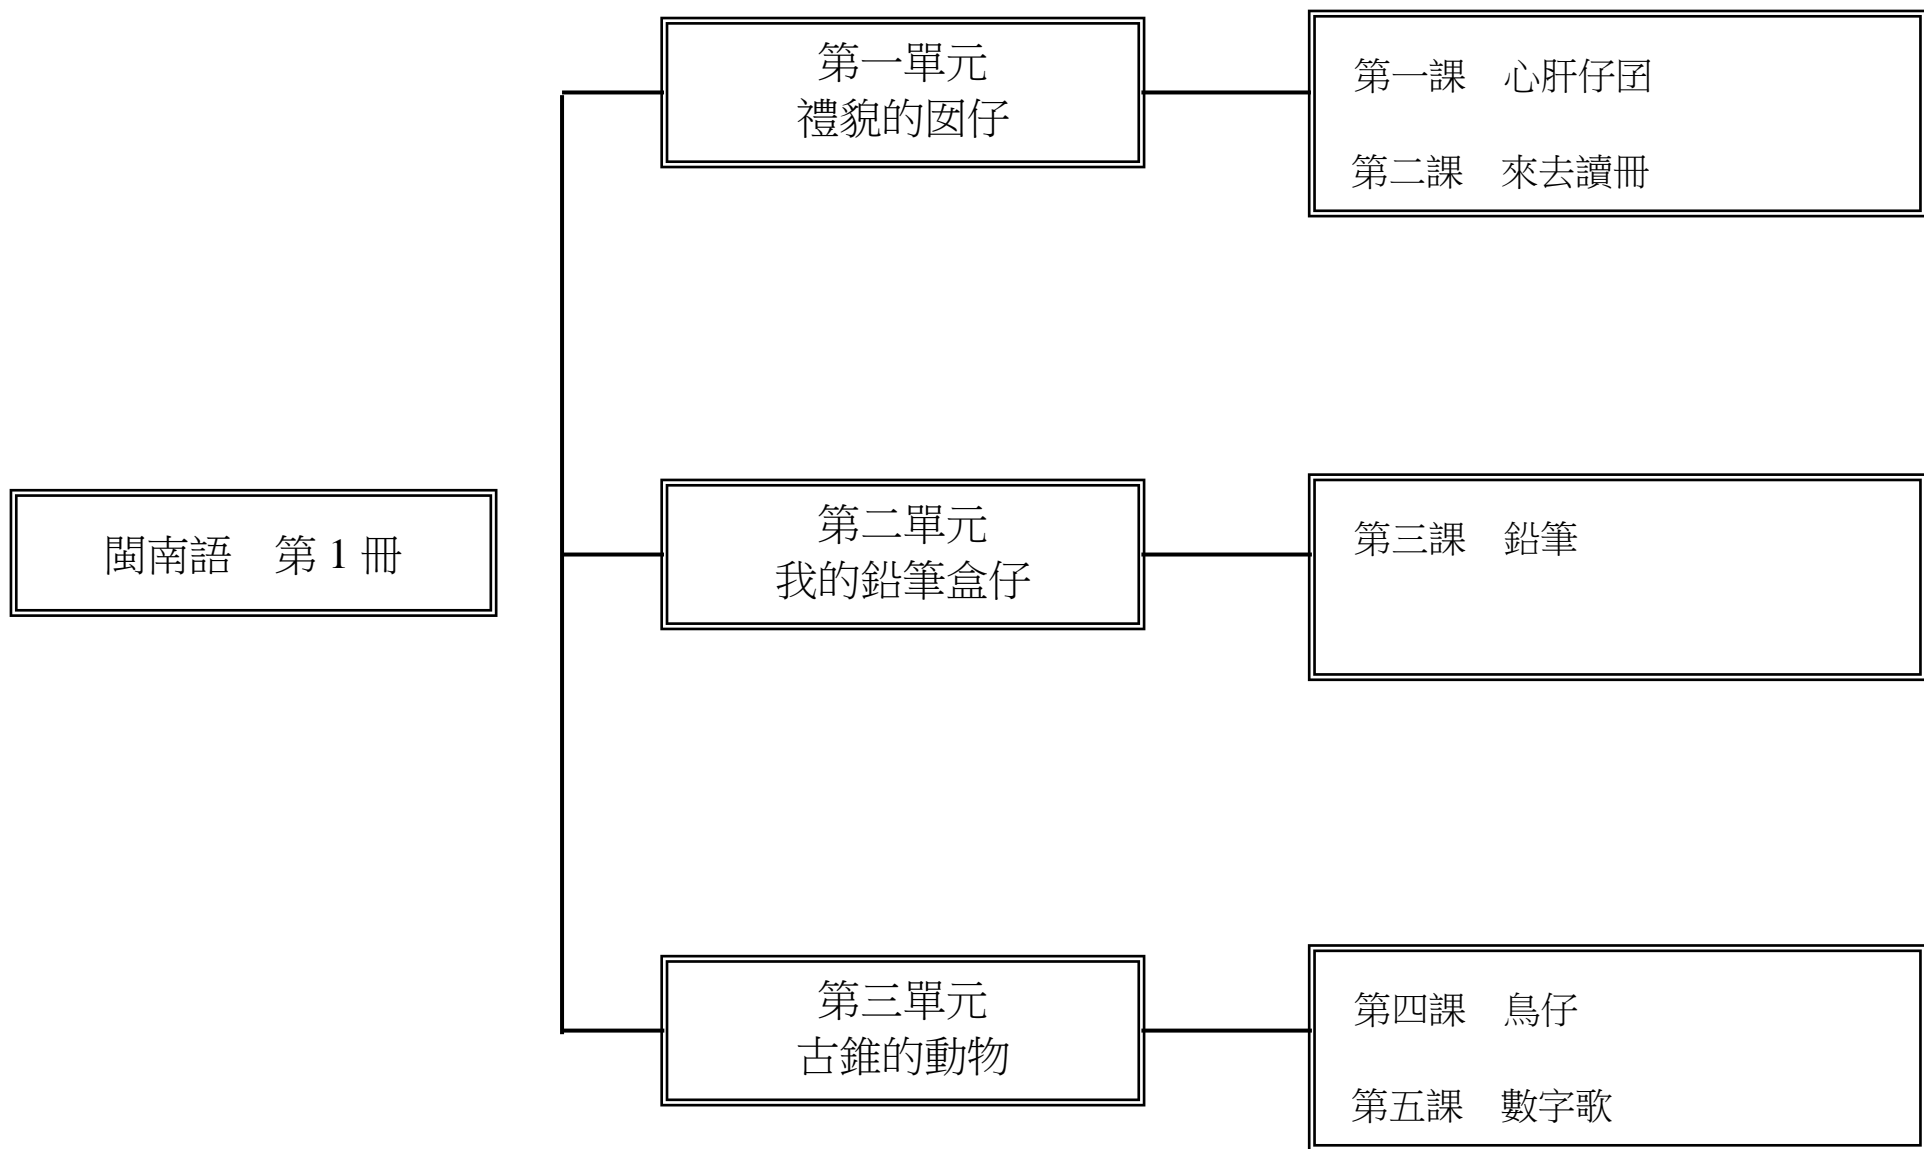 第一單元
禮貌的囡仔
第一課　心肝仔囝
第二課　來去讀冊
閩南語　第 1 冊
第二單元
我的鉛筆盒仔
第三課　鉛筆
第三單元
古錐的動物
第四課　鳥仔
第五課　數字歌